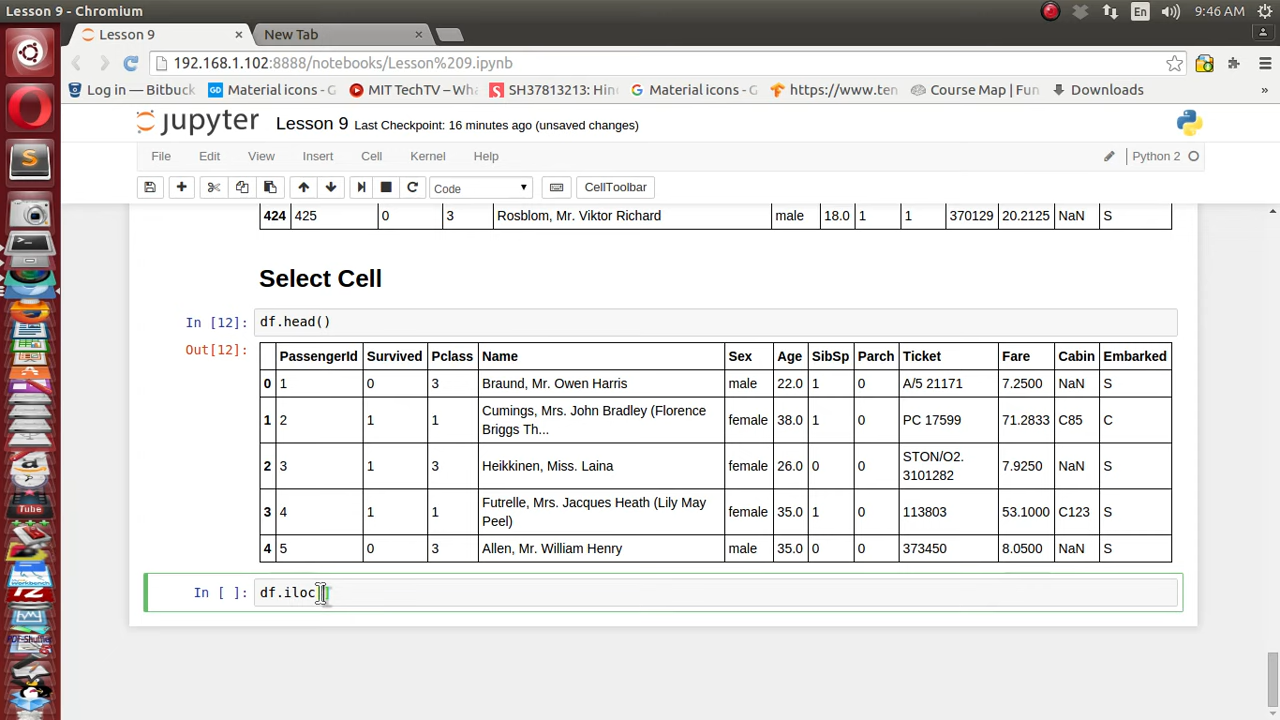 Lesson 9 - Chromium
En
9:46 AM
Lesson 9
New Tab
192.168.1.102:8888/notebooks/Lesson%209.ipynb
Log in — Bitbuck
Material icons - G
MIT TechTV – Wa
SH37813213: Hin
Material icons - G
https://www.ten
Course Map | Fun
Downloads
»
jupyter Lesson 9 Last Checkpoint: 16 minutes ago (unsaved changes)
File Edit View Insert Cell Kernel Help
Python 2
Code
CellToolbar
424 425 0 3 Rosblom, Mr. Viktor Richard male 18.0 1 1 370129 20.2125 NaN S
Select Cell
In [12]: df.head()
Out[12]:
PassengerId Survived Pclass Name Sex Age SibSp Parch Ticket Fare Cabin Embarked
0 1 0 3 Braund, Mr. Owen Harris male 22.0 1 0 A/5 21171 7.2500 NaN S
1 2 1 1 Cumings, Mrs. John Bradley (Florence
Briggs Th... female 38.0 1 0 PC 17599 71.2833 C85 C
2 3 1 3 Heikkinen, Miss. Laina female 26.0 0 0 STON/O2.
3101282 7.9250 NaN S
3 4 1 1 Futrelle, Mrs. Jacques Heath (Lily May
Peel) female 35.0 1 0 113803 53.1000 C123 S
4 5 0 3 Allen, Mr. William Henry male 35.0 0 0 373450 8.0500 NaN S
In [ ]: df.iloc